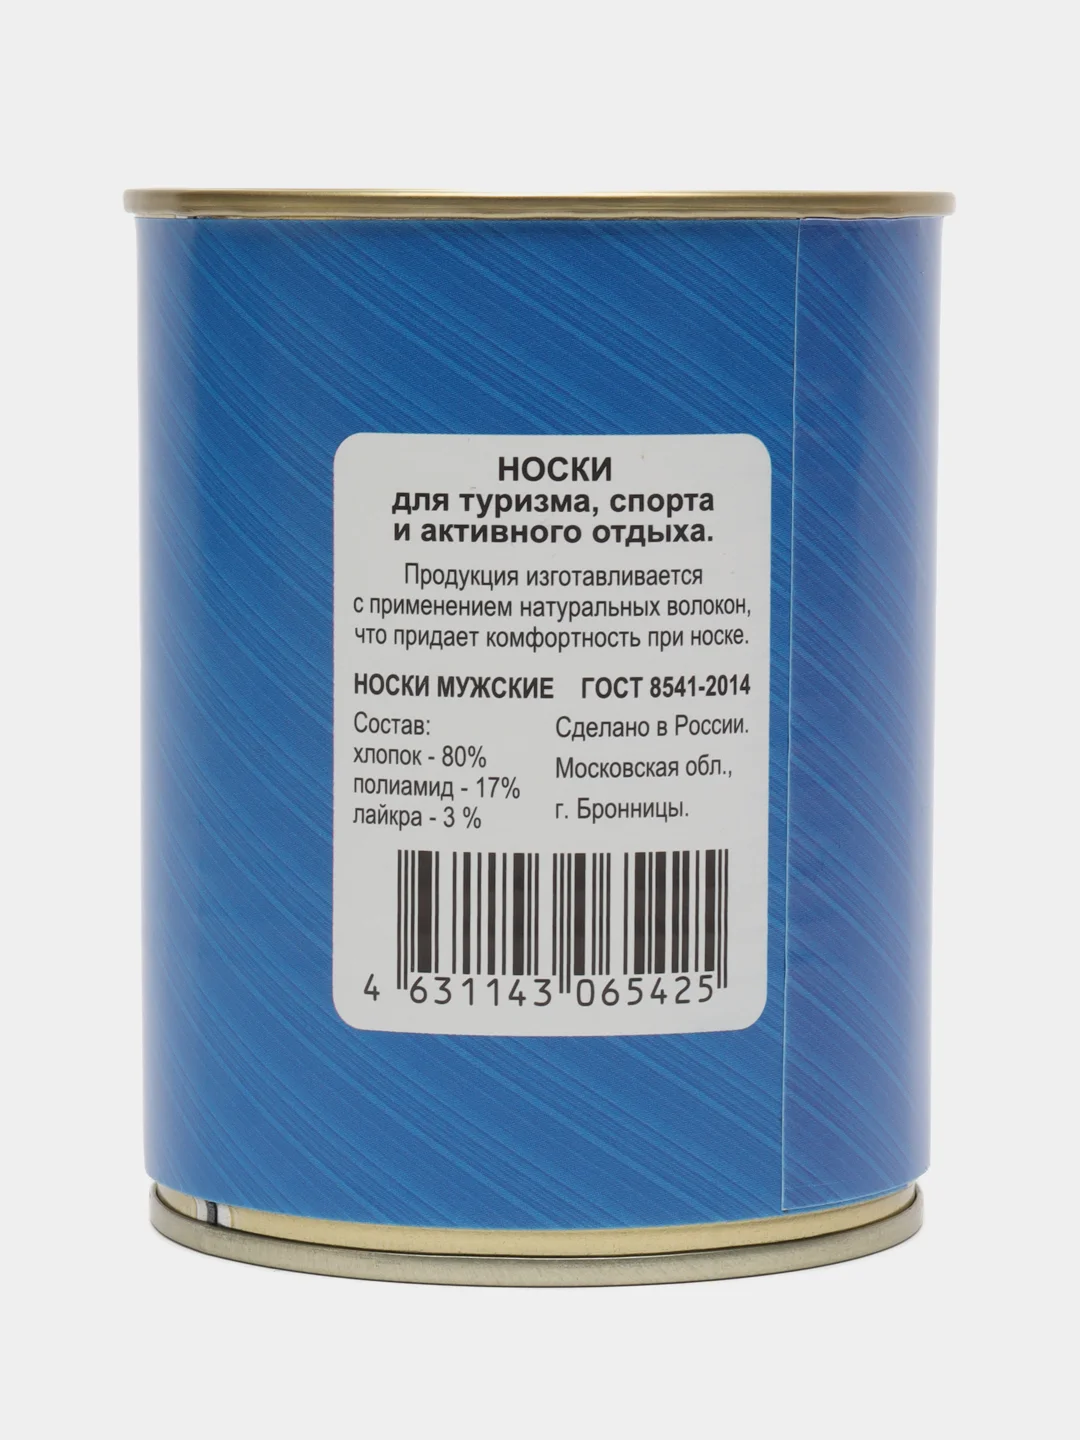 НОСКИ
для туризма, спорта
и активного отдыха.
Продукция изготавливается
с применением натуральных волокон,
что придает комфортность при носке.
НОСКИ МУЖСКИЕ ГОСТ 8541-2014
Состав:
хлопок - 80%
полиамид - 17%
лайкра - 3 %
Сделано в России.
Московская обл.,
г. Бронницы.
4 631143 065425